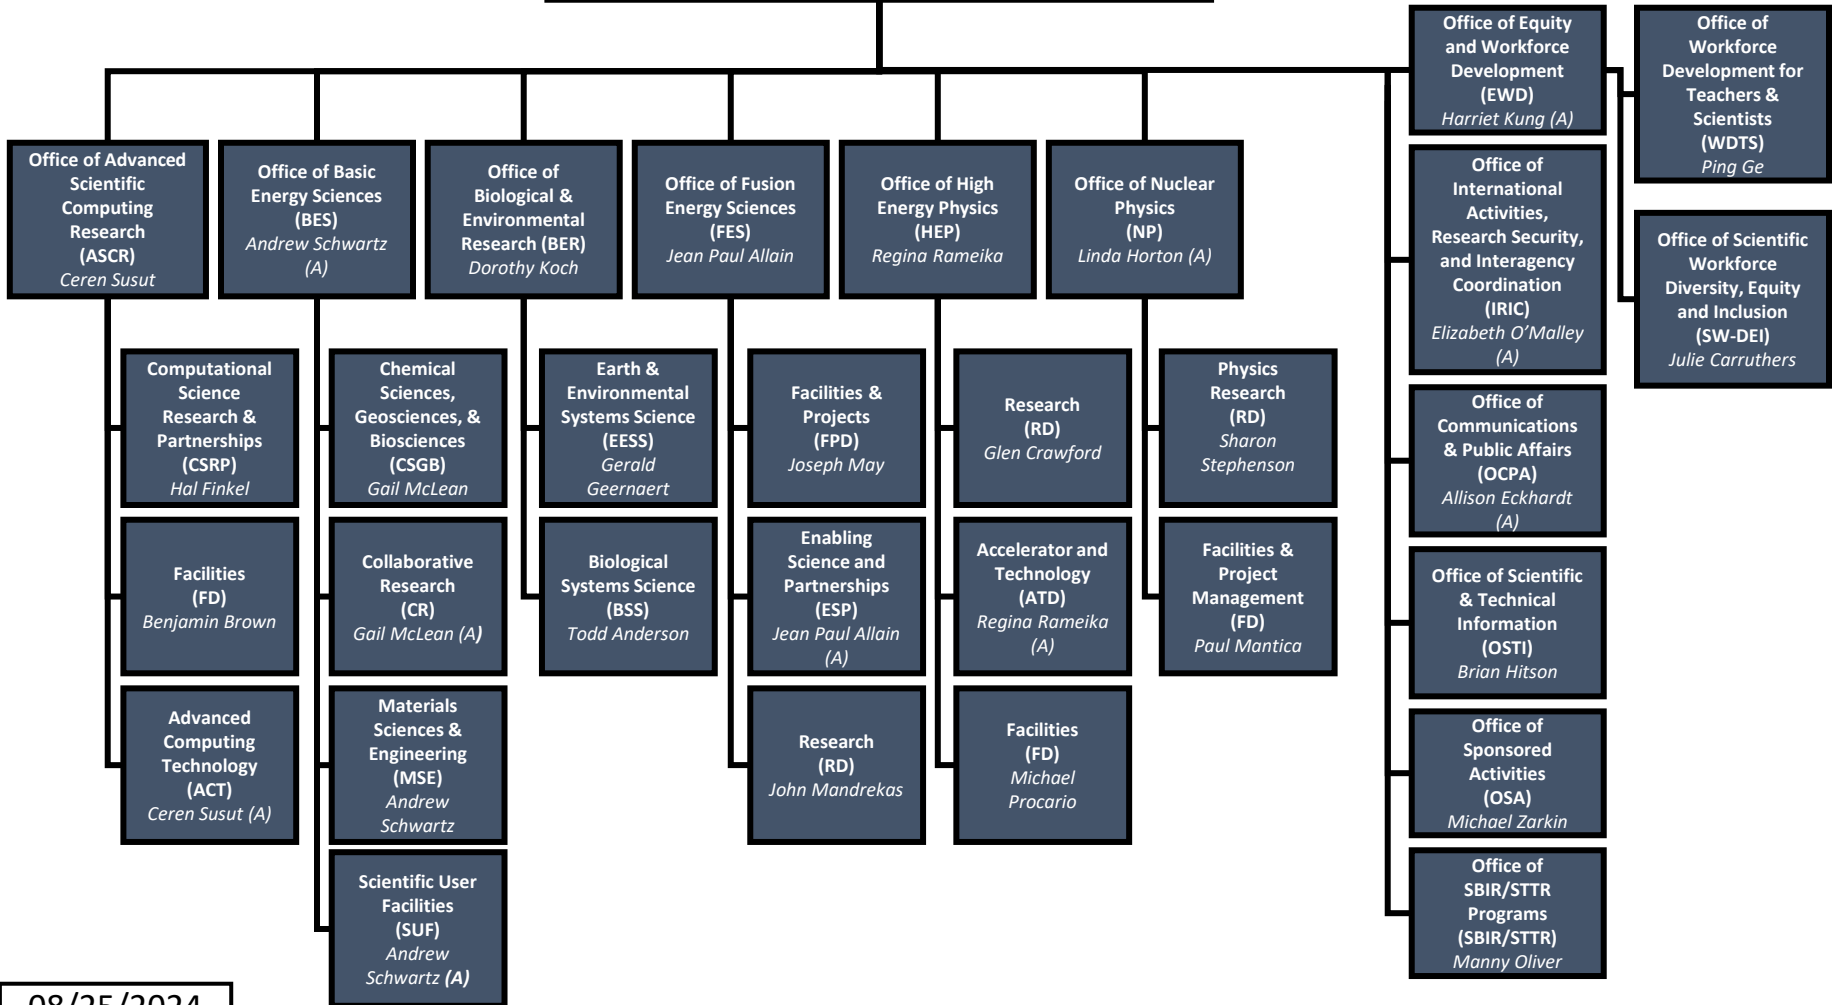 Office of Advanced
Scientific
Computing
Research
(ASCR)
Ceren Susut
Office of Basic
Energy Sciences
(BES)
Andrew Schwartz
(A)
Office of
Biological &
Environmental
Research (BER)
Dorothy Koch
Office of Fusion
Energy Sciences
(FES)
Jean Paul Allain
Office of High
Energy Physics
(HEP)
Regina Rameika
Office of Nuclear
Physics
(NP)
Linda Horton (A)
Computational
Science
Research &
Partnerships
(CSRP)
Hal Finkel
Facilities
(FD)
Benjamin Brown
Advanced
Computing
Technology
(ACT)
Ceren Susut (A)
Chemical
Sciences,
Geosciences, &
Biosciences
(CSGB)
Gail McLean
Collaborative
Research
(CR)
Gail McLean (A)
Materials
Sciences &
Engineering
(MSE)
Andrew
Schwartz
Scientific User
Facilities
(SUF)
Andrew
Schwartz (A)
Earth &
Environmental
Systems Science
(EESS)
Gerald
Geernaert
Biological
Systems Science
(BSS)
Todd Anderson
Facilities &
Projects
(FPD)
Joseph May
Enabling
Science and
Partnerships
(ESP)
Jean Paul Allain
(A)
Research
(RD)
John Mandrekas
Research
(RD)
Glen Crawford
Accelerator and
Technology
(ATD)
Regina Rameika
(A)
Facilities
(FD)
Michael
Procario
Physics
Research
(RD)
Sharon
Stephenson
Facilities &
Project
Management
(FD)
Paul Mantica
Office of Equity
and Workforce
Development
(EWD)
Harriet Kung (A)
Office of
International
Activities,
Research Security,
and Interagency
Coordination
(IRIC)
Elizabeth O’Malley
(A)
Office of
Communications
& Public Affairs
(OCPA)
Allison Eckhardt
(A)
Office of Scientific
& Technical
Information
(OSTI)
Brian Hitson
Office of
Sponsored
Activities
(OSA)
Michael Zarkin
Office of
SBIR/STTR
Programs
(SBIR/STTR)
Manny Oliver
Office of
Workforce
Development for
Teachers &
Scientists
(WDTS)
Ping Ge
Office of Scientific
Workforce
Diversity, Equity
and Inclusion
(SW-DEI)
Julie Carruthers
08/25/2024